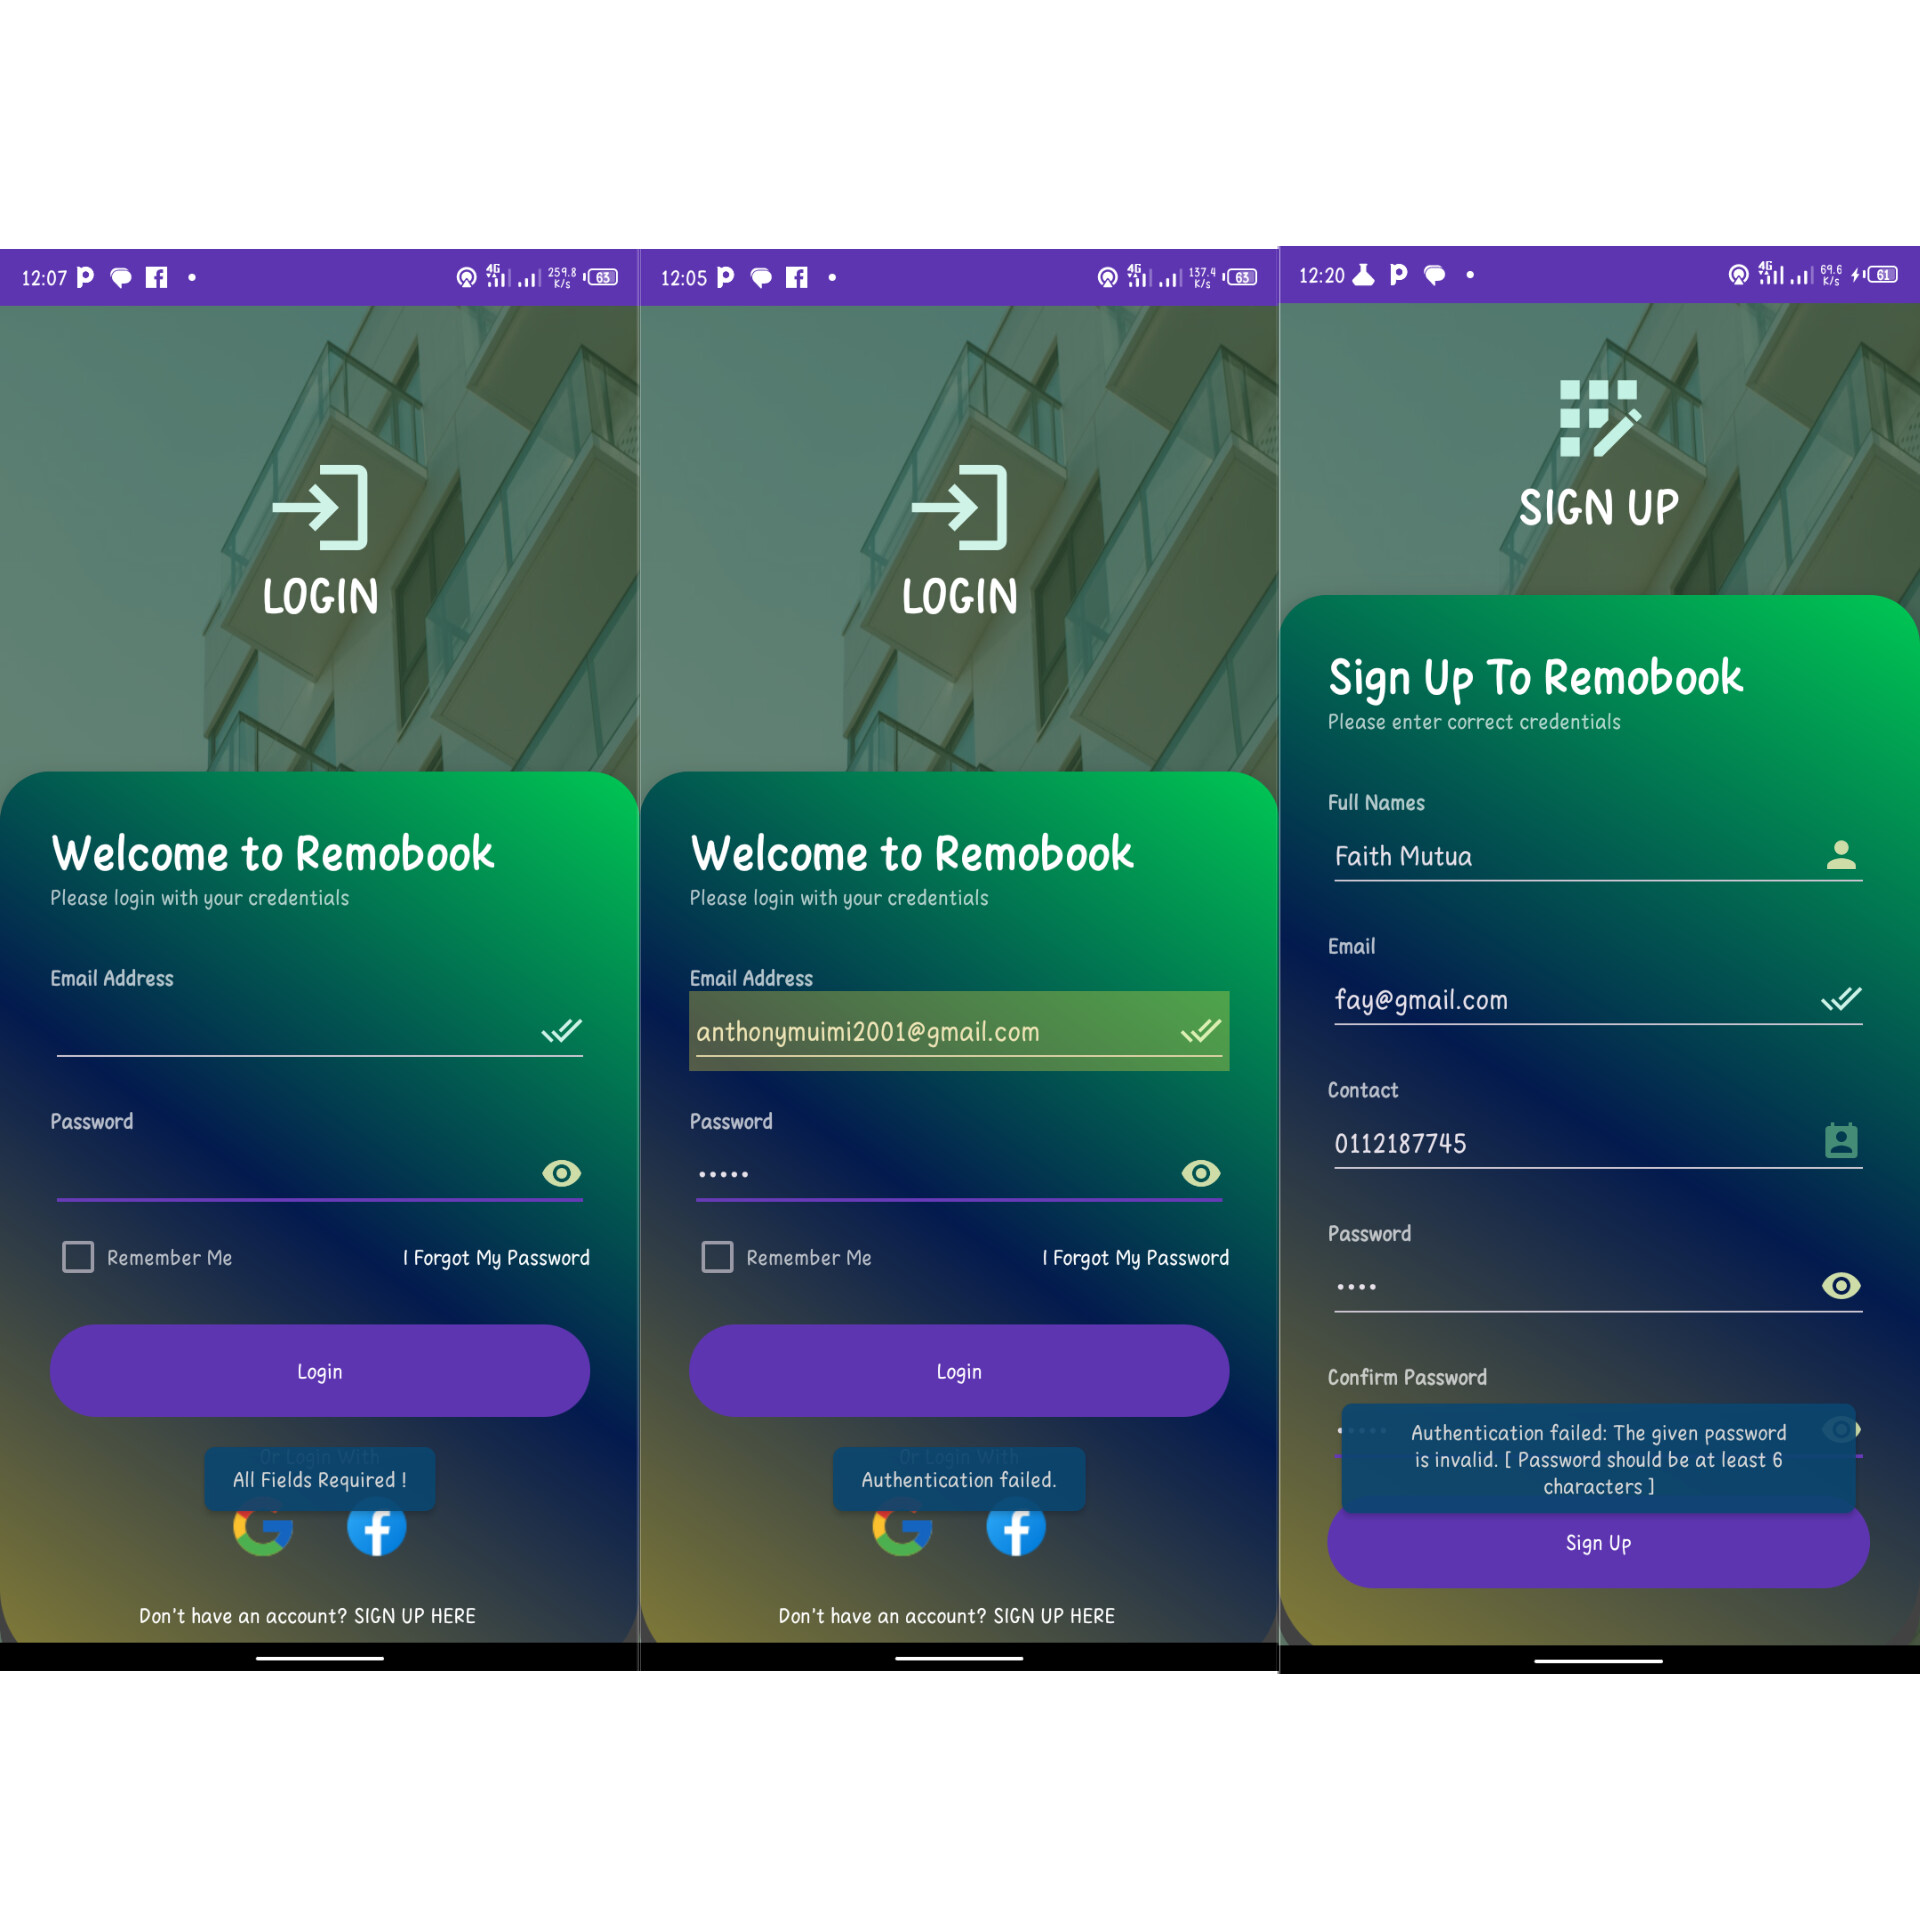 12:07
4G
259.8
K/s
63
LOGIN
Welcome to Remobook
Please login with your credentials
Email Address
Password
Remember Me
I Forgot My Password
Login
Or Login With
All Fields Required !
Don't have an account? SIGN UP HERE
12:05
4G
137.4
K/s
63
LOGIN
Welcome to Remobook
Please login with your credentials
Email Address
anthonymuimi2001@gmail.com
Password
•••••
Remember Me
I Forgot My Password
Login
Or Login With
Authentication failed.
Don't have an account? SIGN UP HERE
12:20
4G
69.6
K/s
61
SIGN UP
Sign Up To Remobook
Please enter correct credentials
Full Names
Faith Mutua
Email
fay@gmail.com
Contact
0112187745
Password
••••
Confirm Password
Authentication failed: The given password
is invalid. [ Password should be at least 6
characters ]
Sign Up